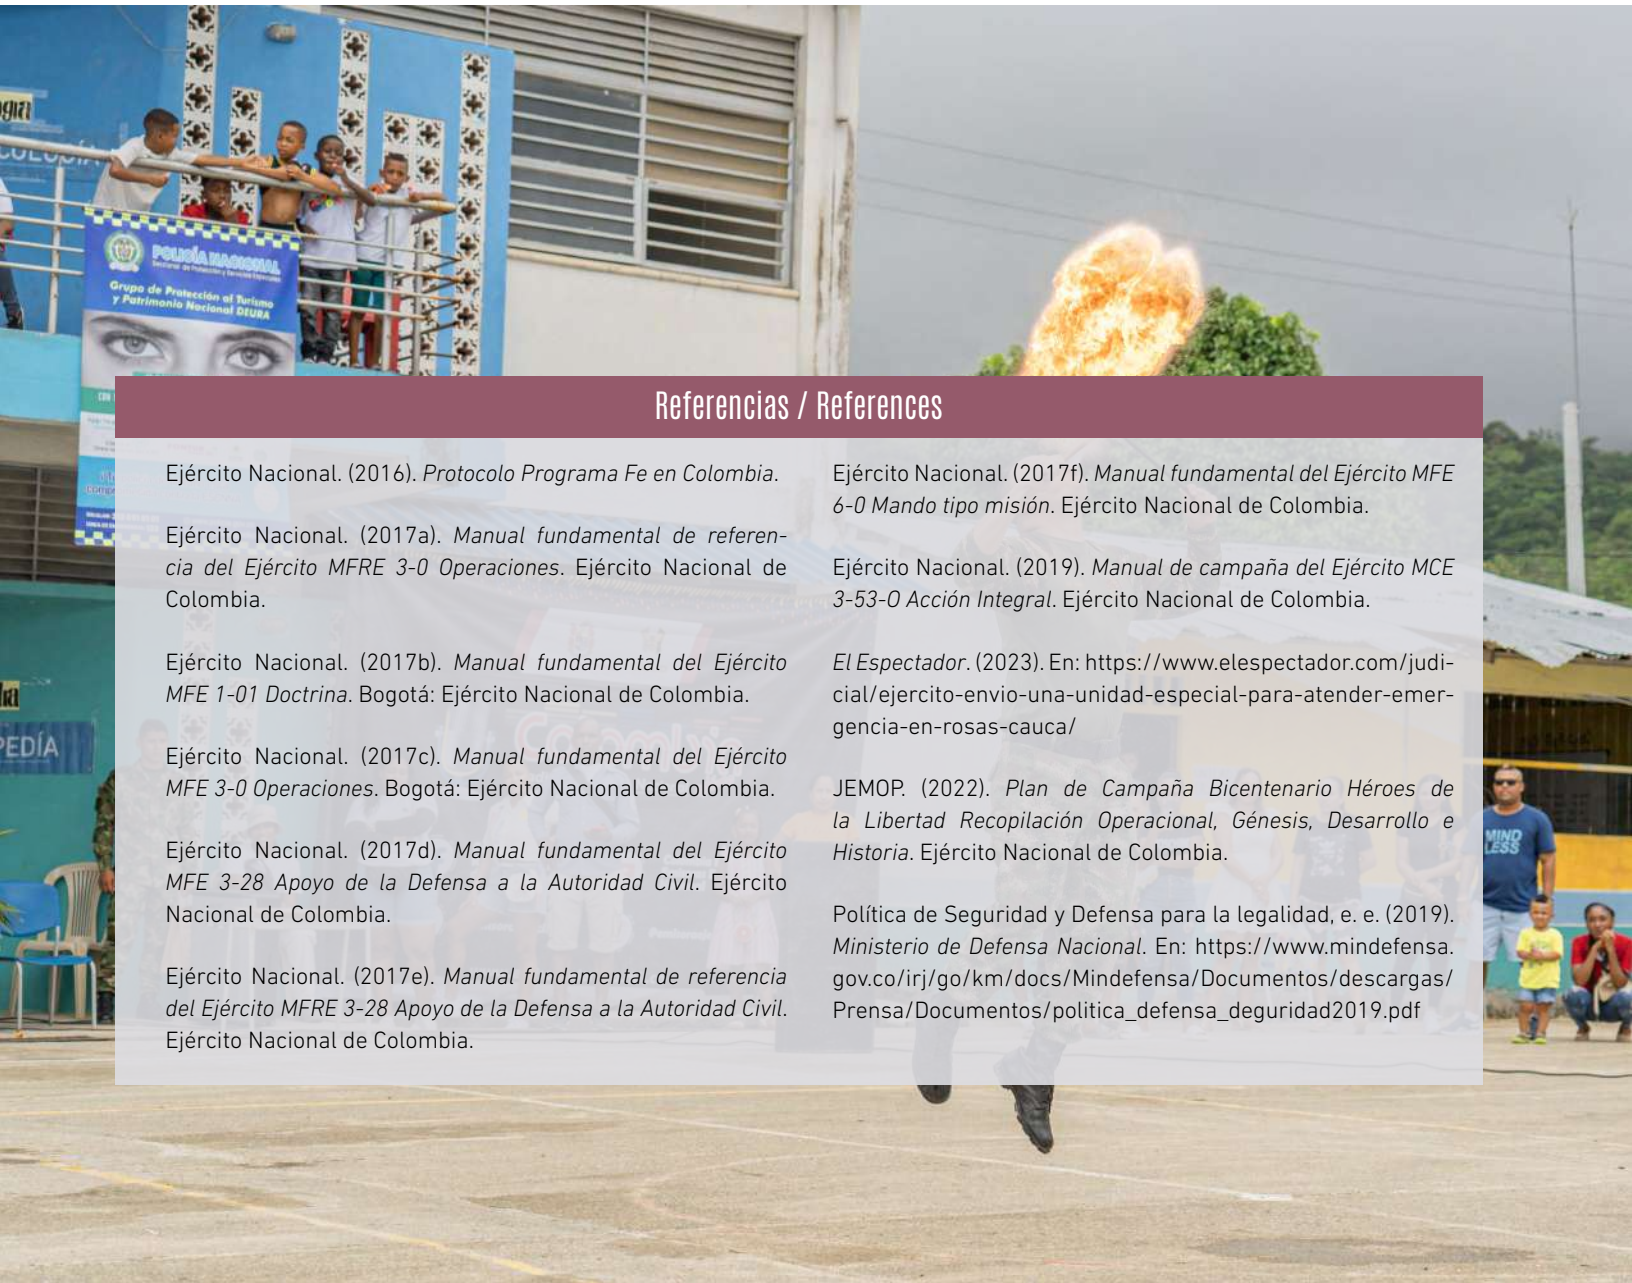 POLICÍA NACIONAL
Grupo de Protección al Turismo
y Patrimonio Nacional DEURA
Referencias / References
Ejército Nacional. (2016). Protocolo Programa Fe en Colombia.
Ejército Nacional. (2017a). Manual fundamental de referen-
cia del Ejército MFRE 3-0 Operaciones. Ejército Nacional de
Colombia.
Ejército Nacional. (2017b). Manual fundamental del Ejército
MFE 1-01 Doctrina. Bogotá: Ejército Nacional de Colombia.
Ejército Nacional. (2017c). Manual fundamental del Ejército
MFE 3-0 Operaciones. Bogotá: Ejército Nacional de Colombia.
Ejército Nacional. (2017d). Manual fundamental del Ejército
MFE 3-28 Apoyo de la Defensa a la Autoridad Civil. Ejército
Nacional de Colombia.
Ejército Nacional. (2017e). Manual fundamental de referencia
del Ejército MFRE 3-28 Apoyo de la Defensa a la Autoridad Civil.
Ejército Nacional de Colombia.
Ejército Nacional. (2017f). Manual fundamental del Ejército MFE
6-0 Mando tipo misión. Ejército Nacional de Colombia.
Ejército Nacional. (2019). Manual de campaña del Ejército MCE
3-53-O Acción Integral. Ejército Nacional de Colombia.
El Espectador. (2023). En: https://www.elespectador.com/judi-
cial/ejercito-envio-una-unidad-especial-para-atender-emer-
gencia-en-rosas-cauca/
JEMOP. (2022). Plan de Campaña Bicentenario Héroes de
la Libertad Recopilación Operacional, Génesis, Desarrollo e
Historia. Ejército Nacional de Colombia.
Política de Seguridad y Defensa para la legalidad, e. e. (2019).
Ministerio de Defensa Nacional. En: https://www.mindefensa.
gov.co/irj/go/km/docs/Mindefensa/Documentos/descargas/
Prensa/Documentos/politica_defensa_deguridad2019.pdf
PEDÍA
MIND
LESS